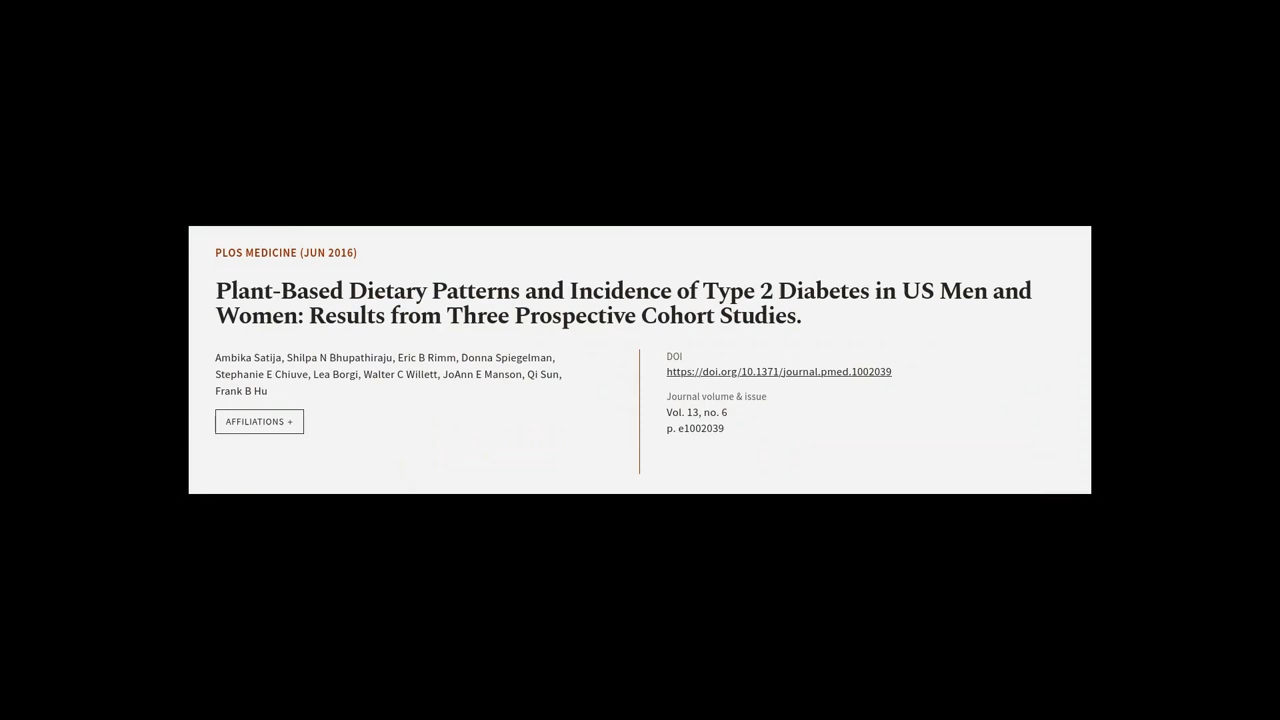 PLOS MEDICINE (JUN 2016)
Plant-Based Dietary Patterns and Incidence of Type 2 Diabetes in US Men and
Women: Results from Three Prospective Cohort Studies.
Ambika Satija, Shilpa N Bhupathiraju, Eric B Rimm, Donna Spiegelman,
Stephanie E Chiuve, Lea Borgi, Walter C Willett, JoAnn E Manson, Qi Sun,
Frank B Hu
AFFILIATIONS +
DOI
https://doi.org/10.1371/journal.pmed.1002039
Journal volume & issue
Vol. 13, no. 6
p. e1002039